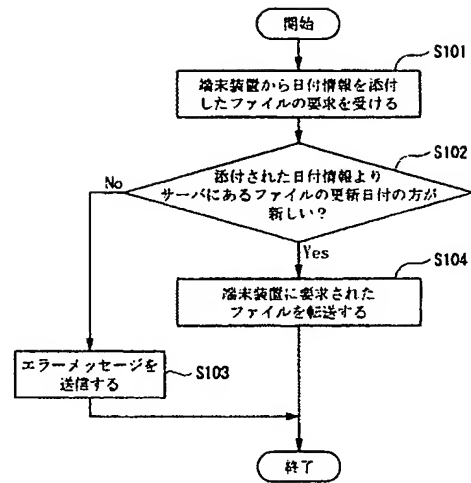 開始
S101
端末装置から日付情報を添付
したファイルの要求を受ける
S102
添付された日付情報より
サーバにあるファイルの更新日付の方が
新しい?
No
Yes
S104
端末装置に要求された
ファイルを転送する
エラーメッセージを
送信する
S103
終了